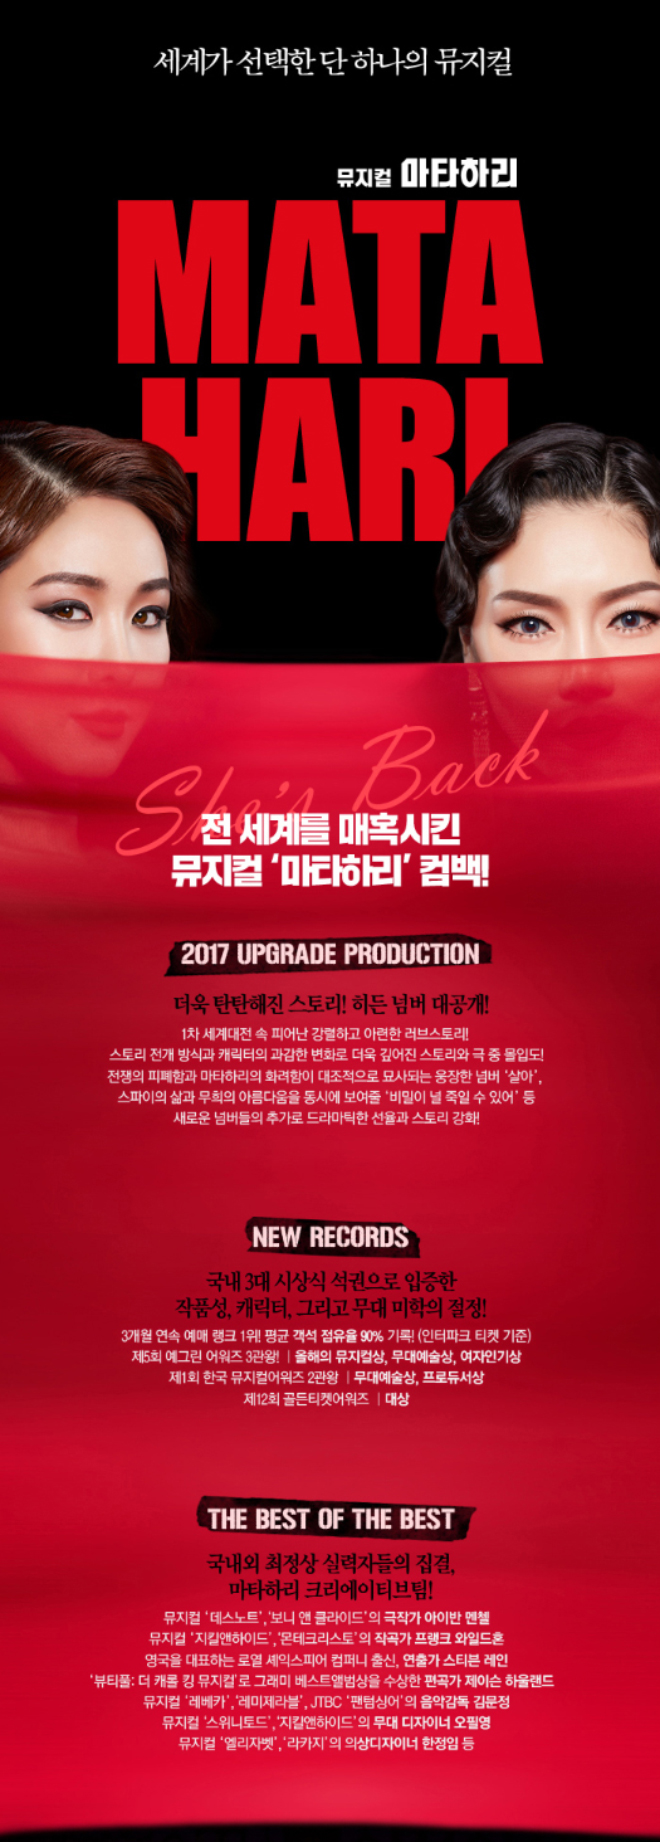 세계가 선택한 단 하나의 뮤지컬
뮤지컬 마타하리
MATA
HARI
She's Back
전 세계를 매혹시킨
뮤지컬 ‘마타하리’ 컴백!
2017 UPGRADE PRODUCTION
더욱 탄탄해진 스토리! 히든 넘버 대공개!
1차 세계대전 속 피어난 강렬하고 아련한 러브스토리!
스토리 전개 방식과 캐릭터의 과감한 변화로 더욱 깊어진 스토리와 극 중 몰입도!
전쟁의 피폐함과 마타하리의 화려함이 대조적으로 묘사되는 웅장한 넘버 ‘살아’,
스파이의 삶과 무희의 아름다움을 동시에 보여줄 ‘비밀이 널 죽일 수 있어’ 등
새로운 넘버들의 추가로 드라마틱한 선율과 스토리 강화!
NEW RECORDS
국내 3대 시상식 석권으로 입증한
작품성, 캐릭터, 그리고 무대 미학의 절정!
3개월 연속 예매 랭크 1위! 평균 객석 점유율 90% 기록! (인터파크 티켓 기준)
제5회 예그린 어워즈 3관왕! | 올해의 뮤지컬상, 무대예술상, 여자인기상
제1회 한국 뮤지컬어워즈 2관왕 | 무대예술상, 프로듀서상
제12회 골든티켓어워즈 | 대상
THE BEST OF THE BEST
국내외 최정상 실력자들의 집결,
마타하리 크리에이티브팀!
뮤지컬 ‘데스노트’, ‘보니 앤 클라이드’의 극작가 아이반 멘첼
뮤지컬 ‘지킬앤하이드’, ‘몬테크리스토’의 작곡가 프랭크 와일드혼
영국을 대표하는 로열 셰익스피어 컴퍼니 출신, 연출가 스티븐 레인
‘뷰티풀: 더 캐롤 킹 뮤지컬’로 그래미 베스트앨범상을 수상한 편곡가 제이슨 하울랜드
뮤지컬 ‘레베카’, ‘레미제라블’, JTBC ‘팬텀싱어’의 음악감독 김문정
뮤지컬 ‘스위니토드’, ‘지킬앤하이드’의 무대 디자이너 오필영
뮤지컬 ‘엘리자벳’, ‘라카지’의 의상디자이너 한정임 등